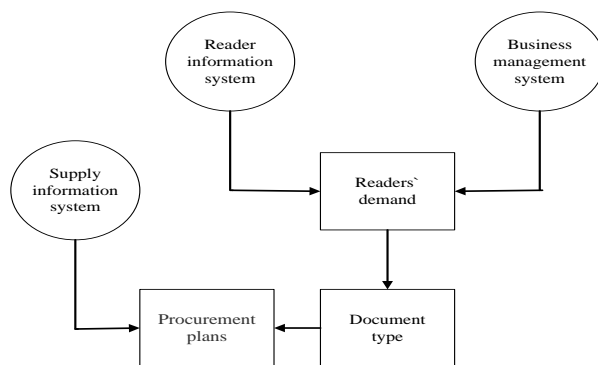 Reader
information
system
Business
management
system
Supply
information
system
Readers`
demand
Procurement
plans
Document
type